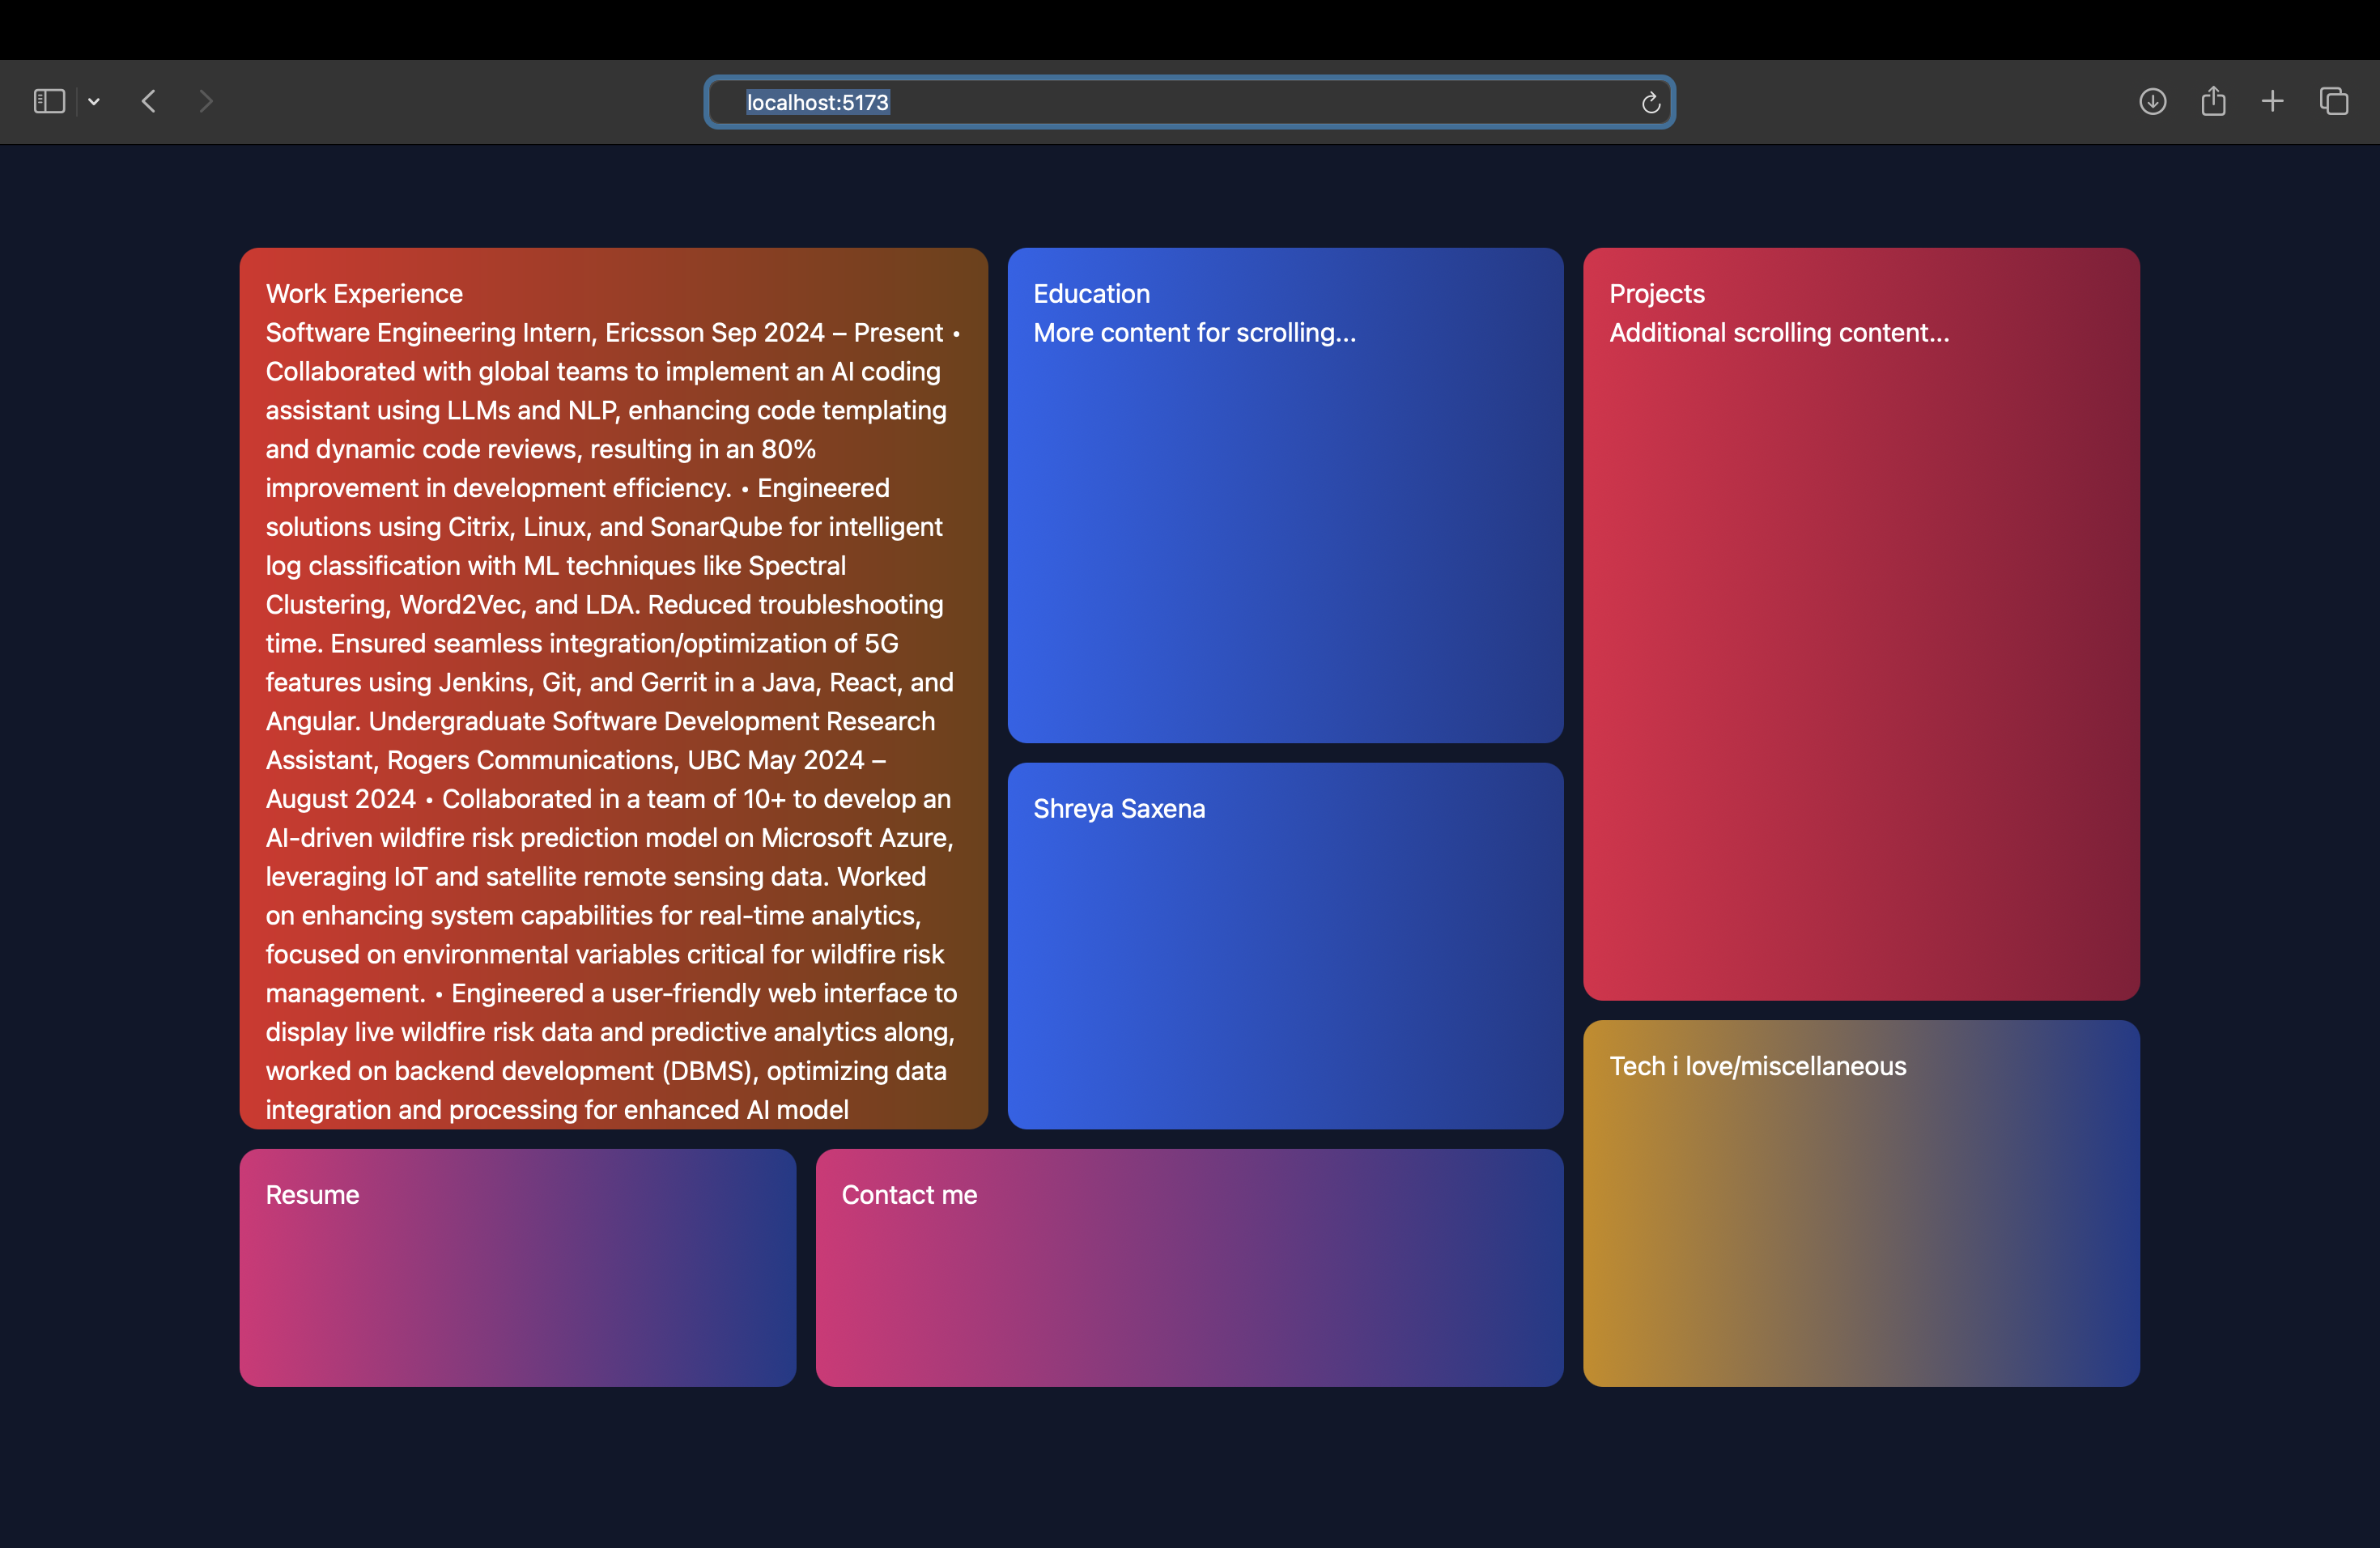 localhost:5173
Work Experience
Software Engineering Intern, Ericsson Sep 2024 – Present •
Collaborated with global teams to implement an AI coding
assistant using LLMs and NLP, enhancing code templating
and dynamic code reviews, resulting in an 80%
improvement in development efficiency. • Engineered
solutions using Citrix, Linux, and SonarQube for intelligent
log classification with ML techniques like Spectral
Clustering, Word2Vec, and LDA. Reduced troubleshooting
time. Ensured seamless integration/optimization of 5G
features using Jenkins, Git, and Gerrit in a Java, React, and
Angular. Undergraduate Software Development Research
Assistant, Rogers Communications, UBC May 2024 –
August 2024 • Collaborated in a team of 10+ to develop an
AI-driven wildfire risk prediction model on Microsoft Azure,
leveraging IoT and satellite remote sensing data. Worked
on enhancing system capabilities for real-time analytics,
focused on environmental variables critical for wildfire risk
management. • Engineered a user-friendly web interface to
display live wildfire risk data and predictive analytics along,
worked on backend development (DBMS), optimizing data
integration and processing for enhanced AI model
Education
More content for scrolling...
Shreya Saxena
Projects
Additional scrolling content...
Tech i love/miscellaneous
Resume
Contact me